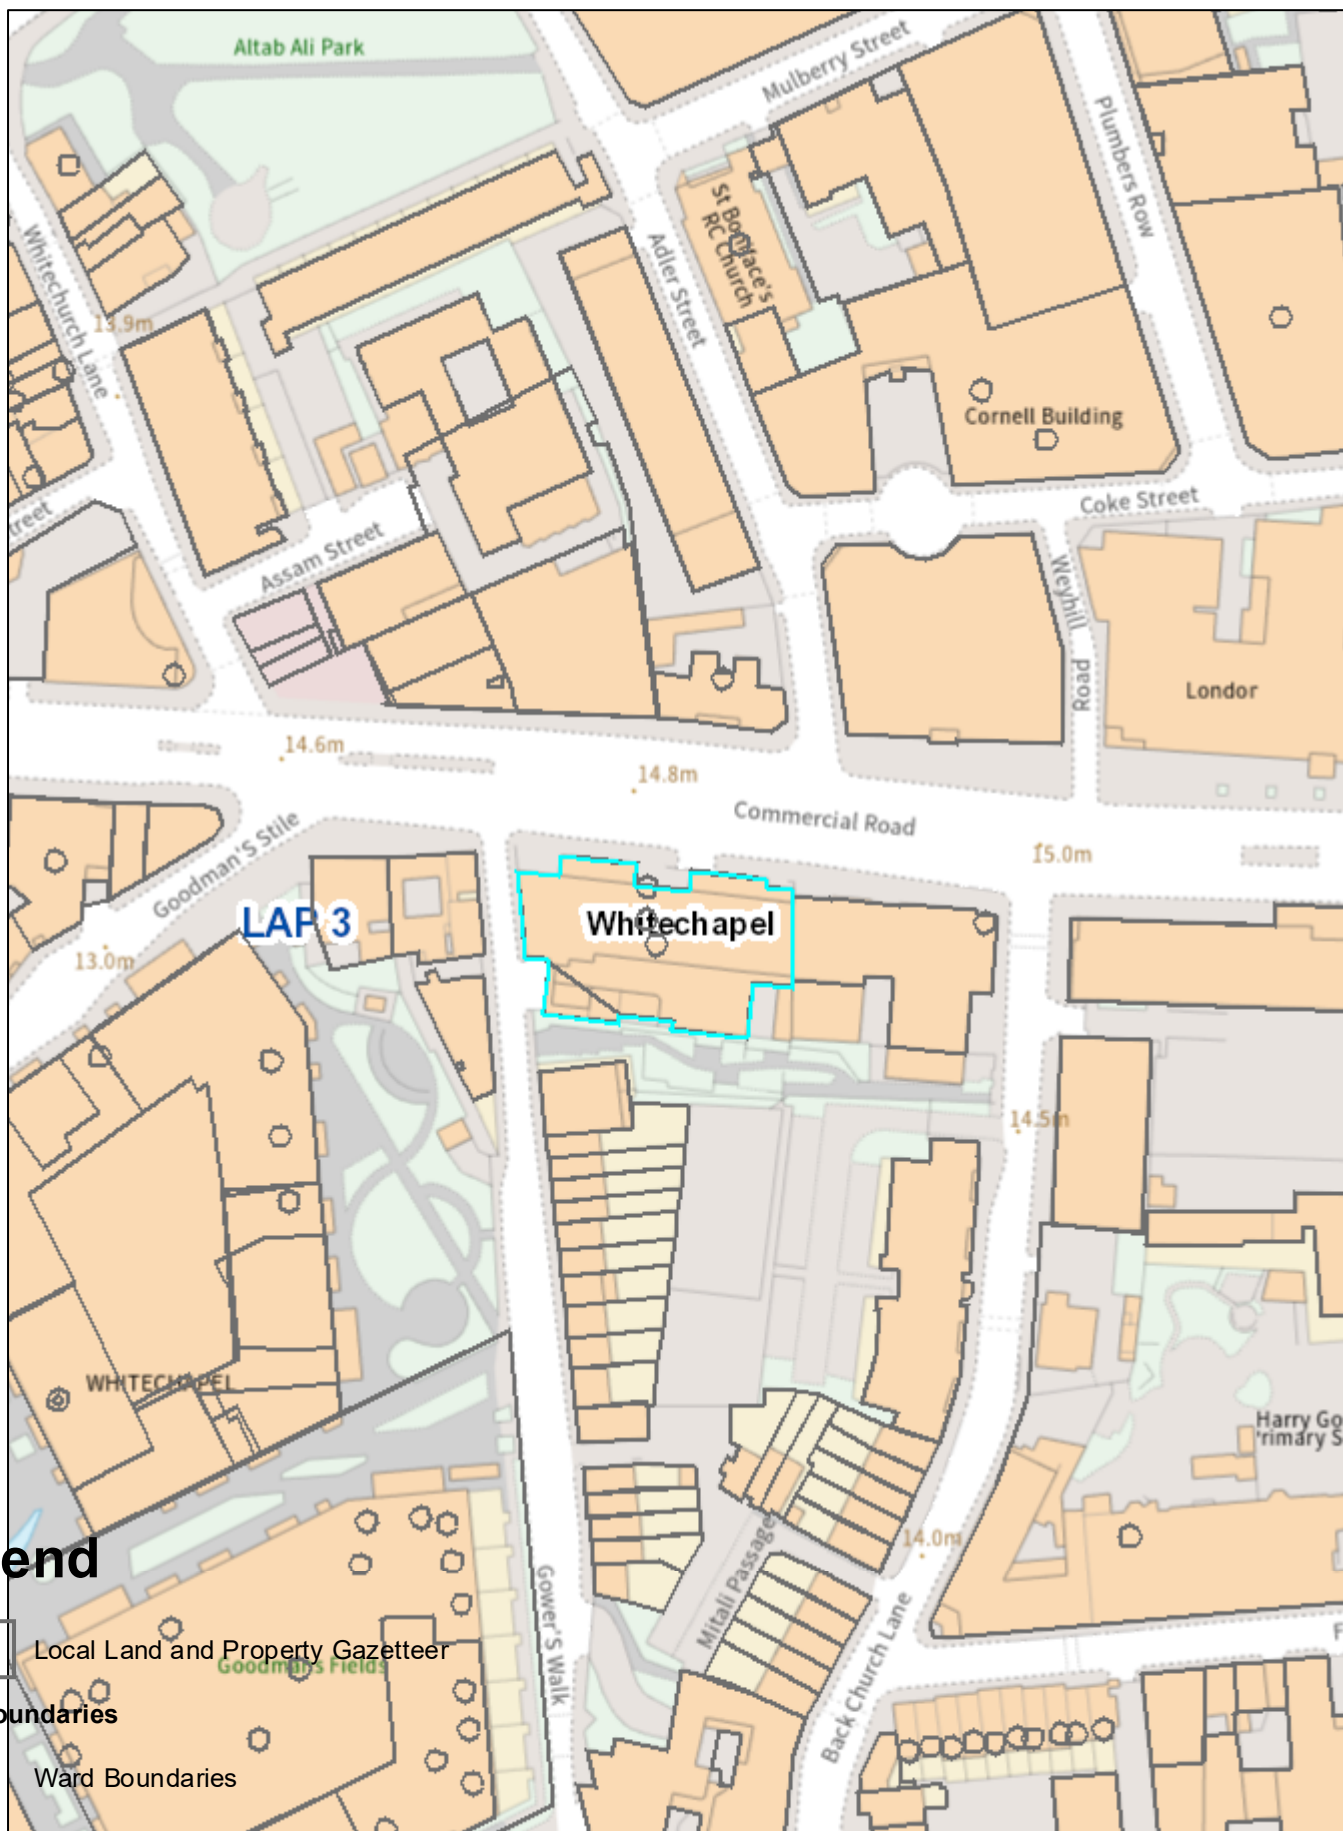 Altab Ali Park
Mulberry Street
Plumbers Row
St Boniface's
RC Church
Whitechurch Lane
Adler Street
13.9m
Cornell Building
Coke Street
treet
Assam Street
Weyhill
Road
Londor
14.6m
14.8m
Commercial Road
15.0m
Goodman'S Stile
LAP 3
Whitechapel
13.0m
14.5m
WHITECHAPEL
Harry Go
rimary S
14.0m
end
Mitali Passage
Gower'S Walk
Back Church Lane
F
Local Land and Property Gazetteer
Goodmans Fields
oundaries
Ward Boundaries